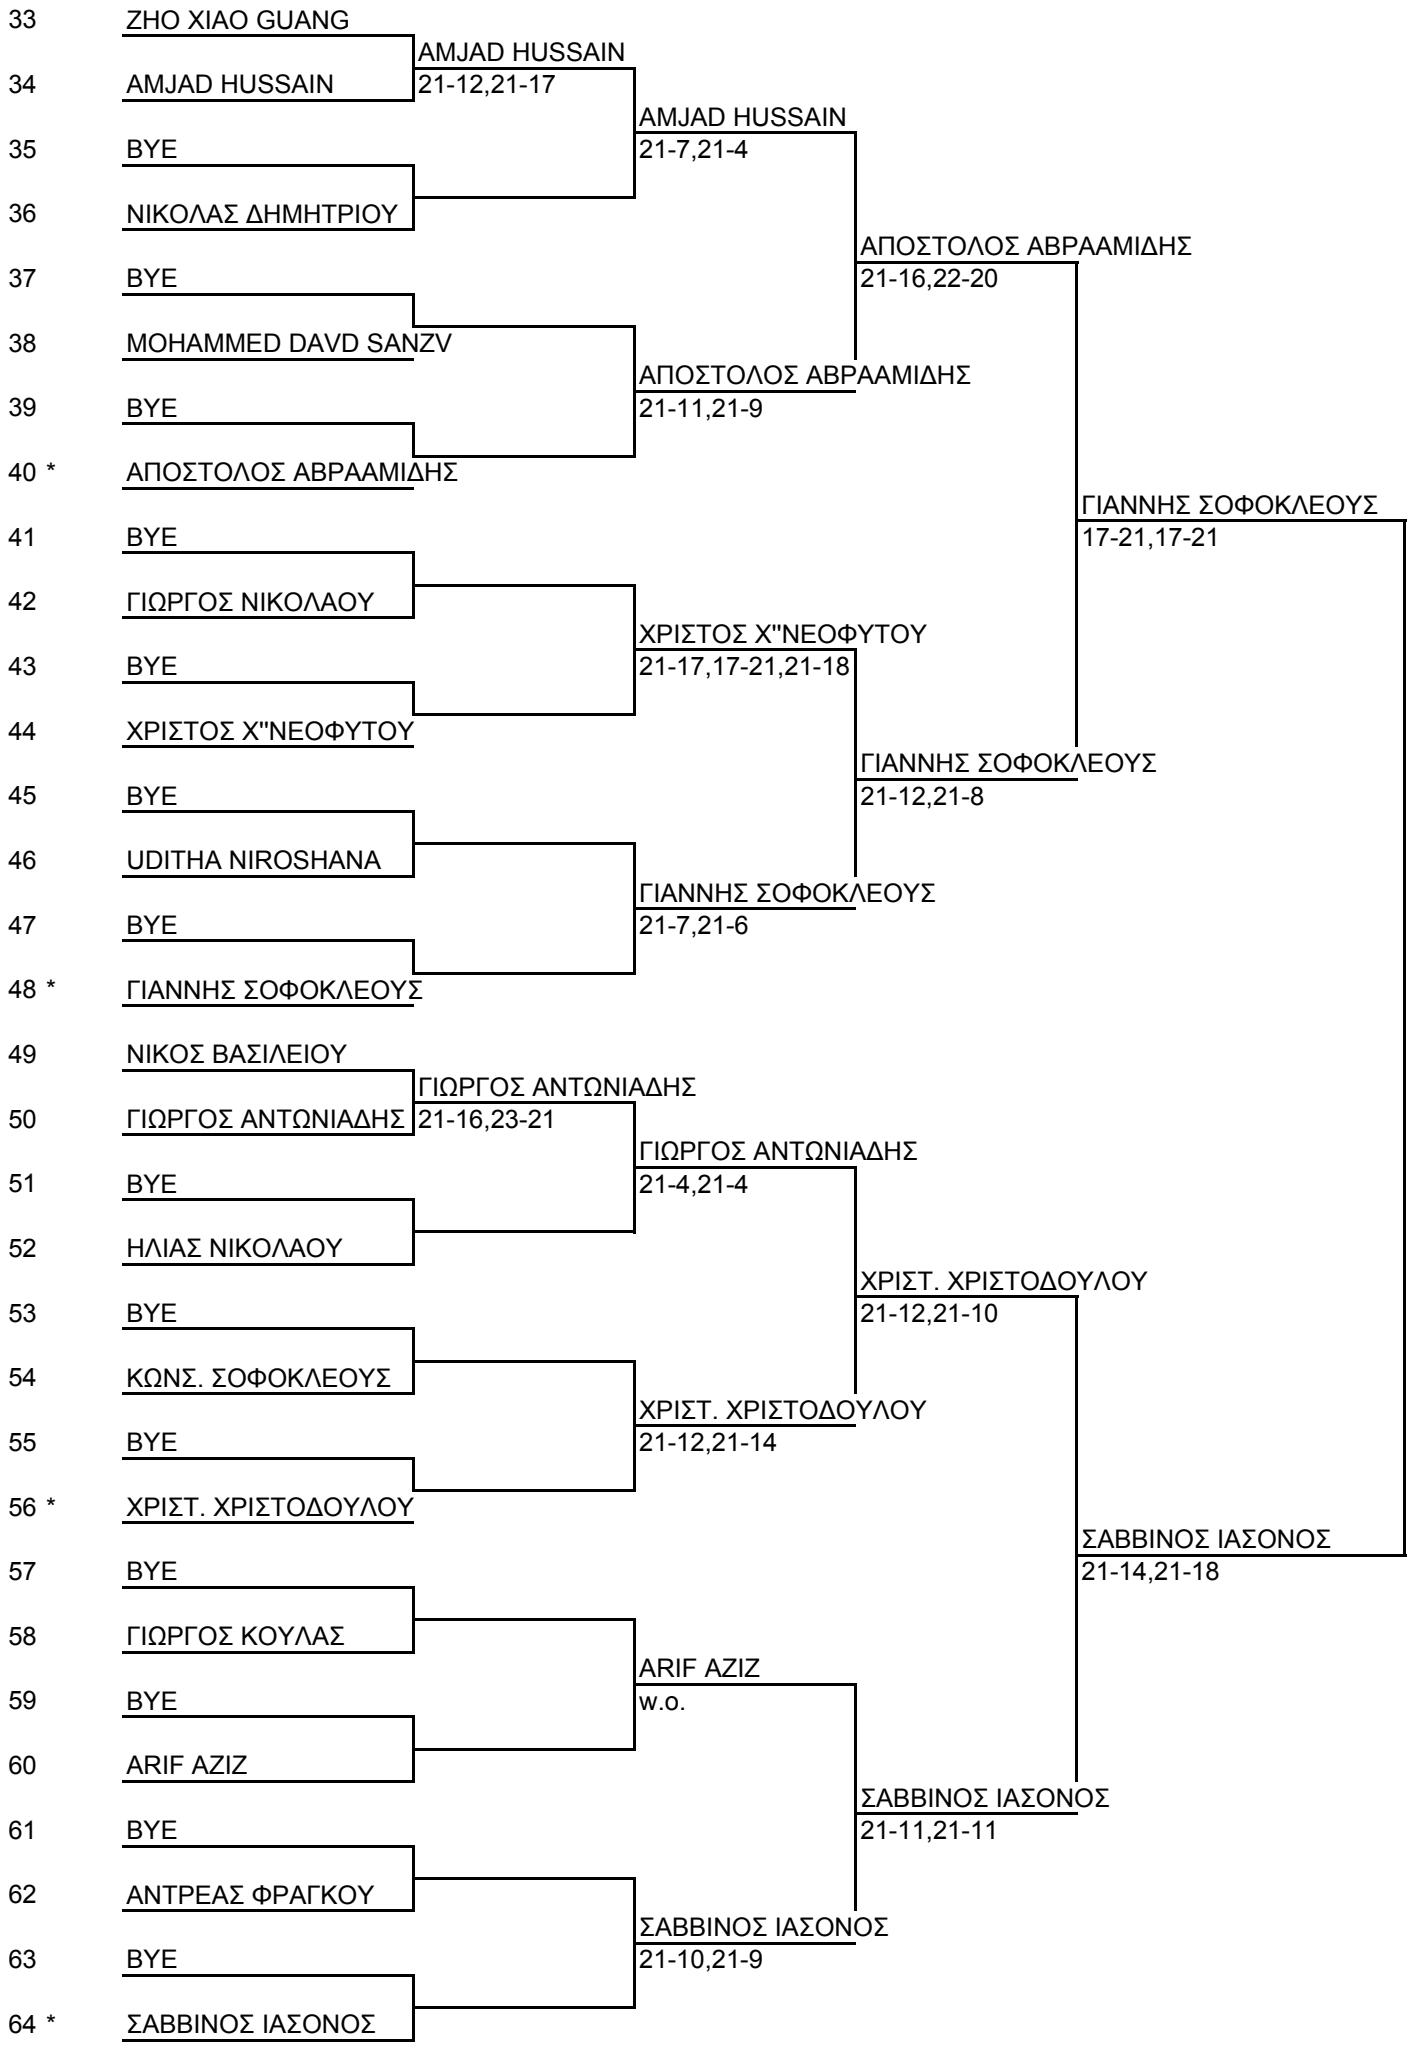 33 ZHO XIAO GUANG
AMJAD HUSSAIN
34 AMJAD HUSSAIN 21-12,21-17
AMJAD HUSSAIN
35 BYE 21-7,21-4
36 ΝΙΚΟΛΑΣ ΔΗΜΗΤΡΙΟΥ
ΑΠΟΣΤΟΛΟΣ ΑΒΡΑΑΜΙΔΗΣ
37 BYE 21-16,22-20
38 MOHAMMED DAVD SANZV
ΑΠΟΣΤΟΛΟΣ ΑΒΡΑΑΜΙΔΗΣ
39 BYE 21-11,21-9
40 * ΑΠΟΣΤΟΛΟΣ ΑΒΡΑΑΜΙΔΗΣ
ΓΙΑΝΝΗΣ ΣΟΦΟΚΛΕΟΥΣ
41 BYE 17-21,17-21
42 ΓΙΩΡΓΟΣ ΝΙΚΟΛΑΟΥ
ΧΡΙΣΤΟΣ Χ"ΝΕΟΦΥΤΟΥ
43 BYE 21-17,17-21,21-18
44 ΧΡΙΣΤΟΣ Χ"ΝΕΟΦΥΤΟΥ
ΓΙΑΝΝΗΣ ΣΟΦΟΚΛΕΟΥΣ
45 BYE 21-12,21-8
46 UDITHA NIROSHANA
ΓΙΑΝΝΗΣ ΣΟΦΟΚΛΕΟΥΣ
47 BYE 21-7,21-6
48 * ΓΙΑΝΝΗΣ ΣΟΦΟΚΛΕΟΥΣ
49 ΝΙΚΟΣ ΒΑΣΙΛΕΙΟΥ
ΓΙΩΡΓΟΣ ΑΝΤΩΝΙΑΔΗΣ
50 ΓΙΩΡΓΟΣ ΑΝΤΩΝΙΑΔΗΣ 21-16,23-21
ΓΙΩΡΓΟΣ ΑΝΤΩΝΙΑΔΗΣ
51 BYE 21-4,21-4
52 ΗΛΙΑΣ ΝΙΚΟΛΑΟΥ
ΧΡΙΣΤ. ΧΡΙΣΤΟΔΟΥΛΟΥ
53 BYE 21-12,21-10
54 ΚΩΝΣ. ΣΟΦΟΚΛΕΟΥΣ
ΧΡΙΣΤ. ΧΡΙΣΤΟΔΟΥΛΟΥ
55 BYE 21-12,21-14
56 * ΧΡΙΣΤ. ΧΡΙΣΤΟΔΟΥΛΟΥ
ΣΑΒΒΙΝΟΣ ΙΑΣΟΝΟΣ
57 BYE 21-14,21-18
58 ΓΙΩΡΓΟΣ ΚΟΥΛΑΣ
ARIF AZIZ
59 BYE w.o.
60 ARIF AZIZ
ΣΑΒΒΙΝΟΣ ΙΑΣΟΝΟΣ
61 BYE 21-11,21-11
62 ΑΝΤΡΕΑΣ ΦΡΑΓΚΟΥ
ΣΑΒΒΙΝΟΣ ΙΑΣΟΝΟΣ
63 BYE 21-10,21-9
64 * ΣΑΒΒΙΝΟΣ ΙΑΣΟΝΟΣ